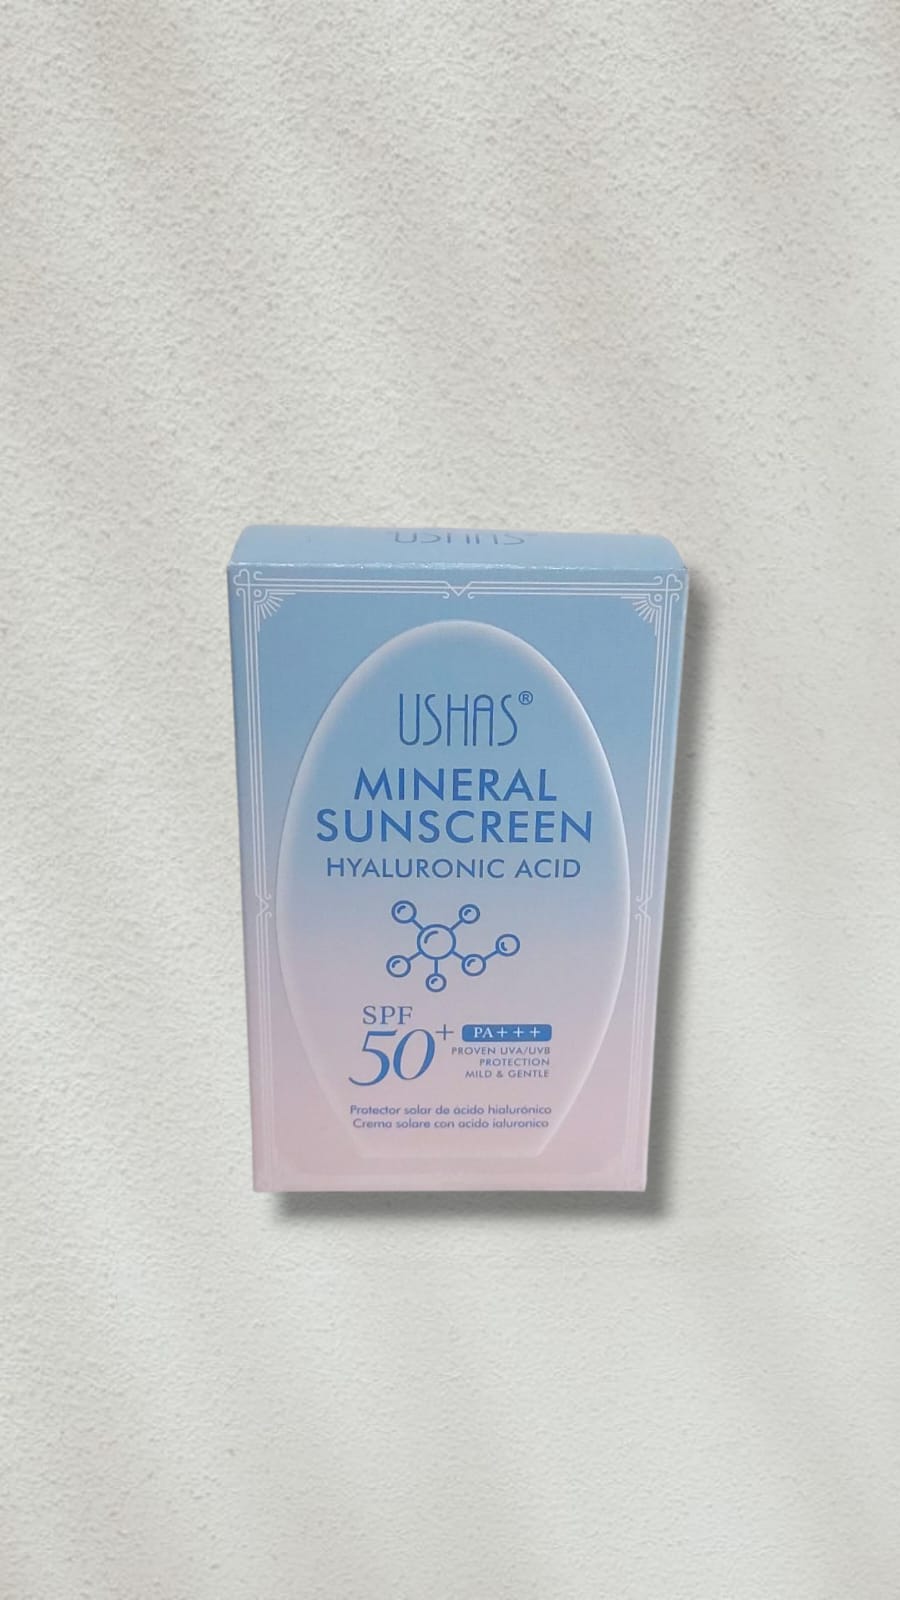 USHAS
USHAS®
MINERAL
SUNSCREEN
HYALURONIC ACID
SPF
50+
PA+++
PROVEN UVA/UVB
PROTECTION
MILD & GENTLE
Protector solar de ácido hialurónico
Crema solare con acido ialuronico